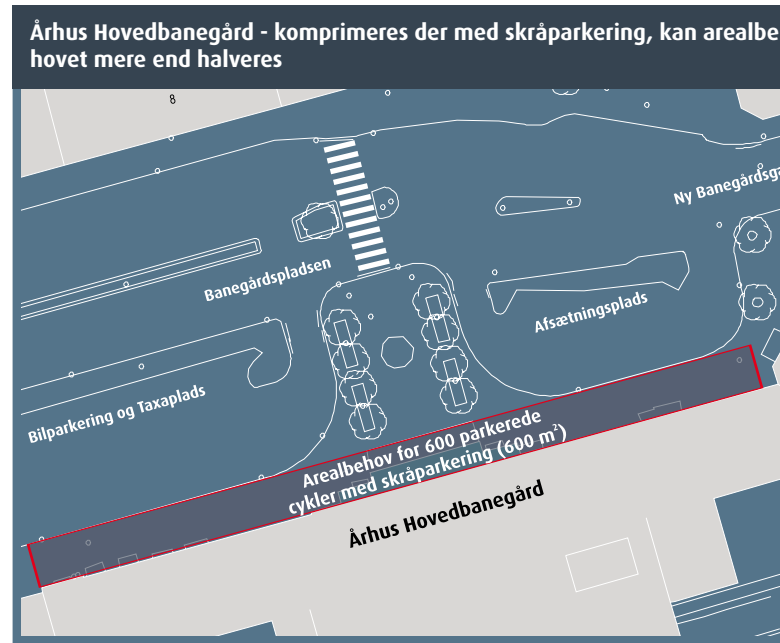 Århus Hovedbanegård - komprimeres der med skråparkering, kan arealbe
hovet mere end halveres
8
Ny Banegårdsga
Banegårdspladsen
Afsætningsplads
Bilparkering og Taxaplads
Arealbehov for 600 parkerede
cykler med skråparkering (600 m²)
Århus Hovedbanegård